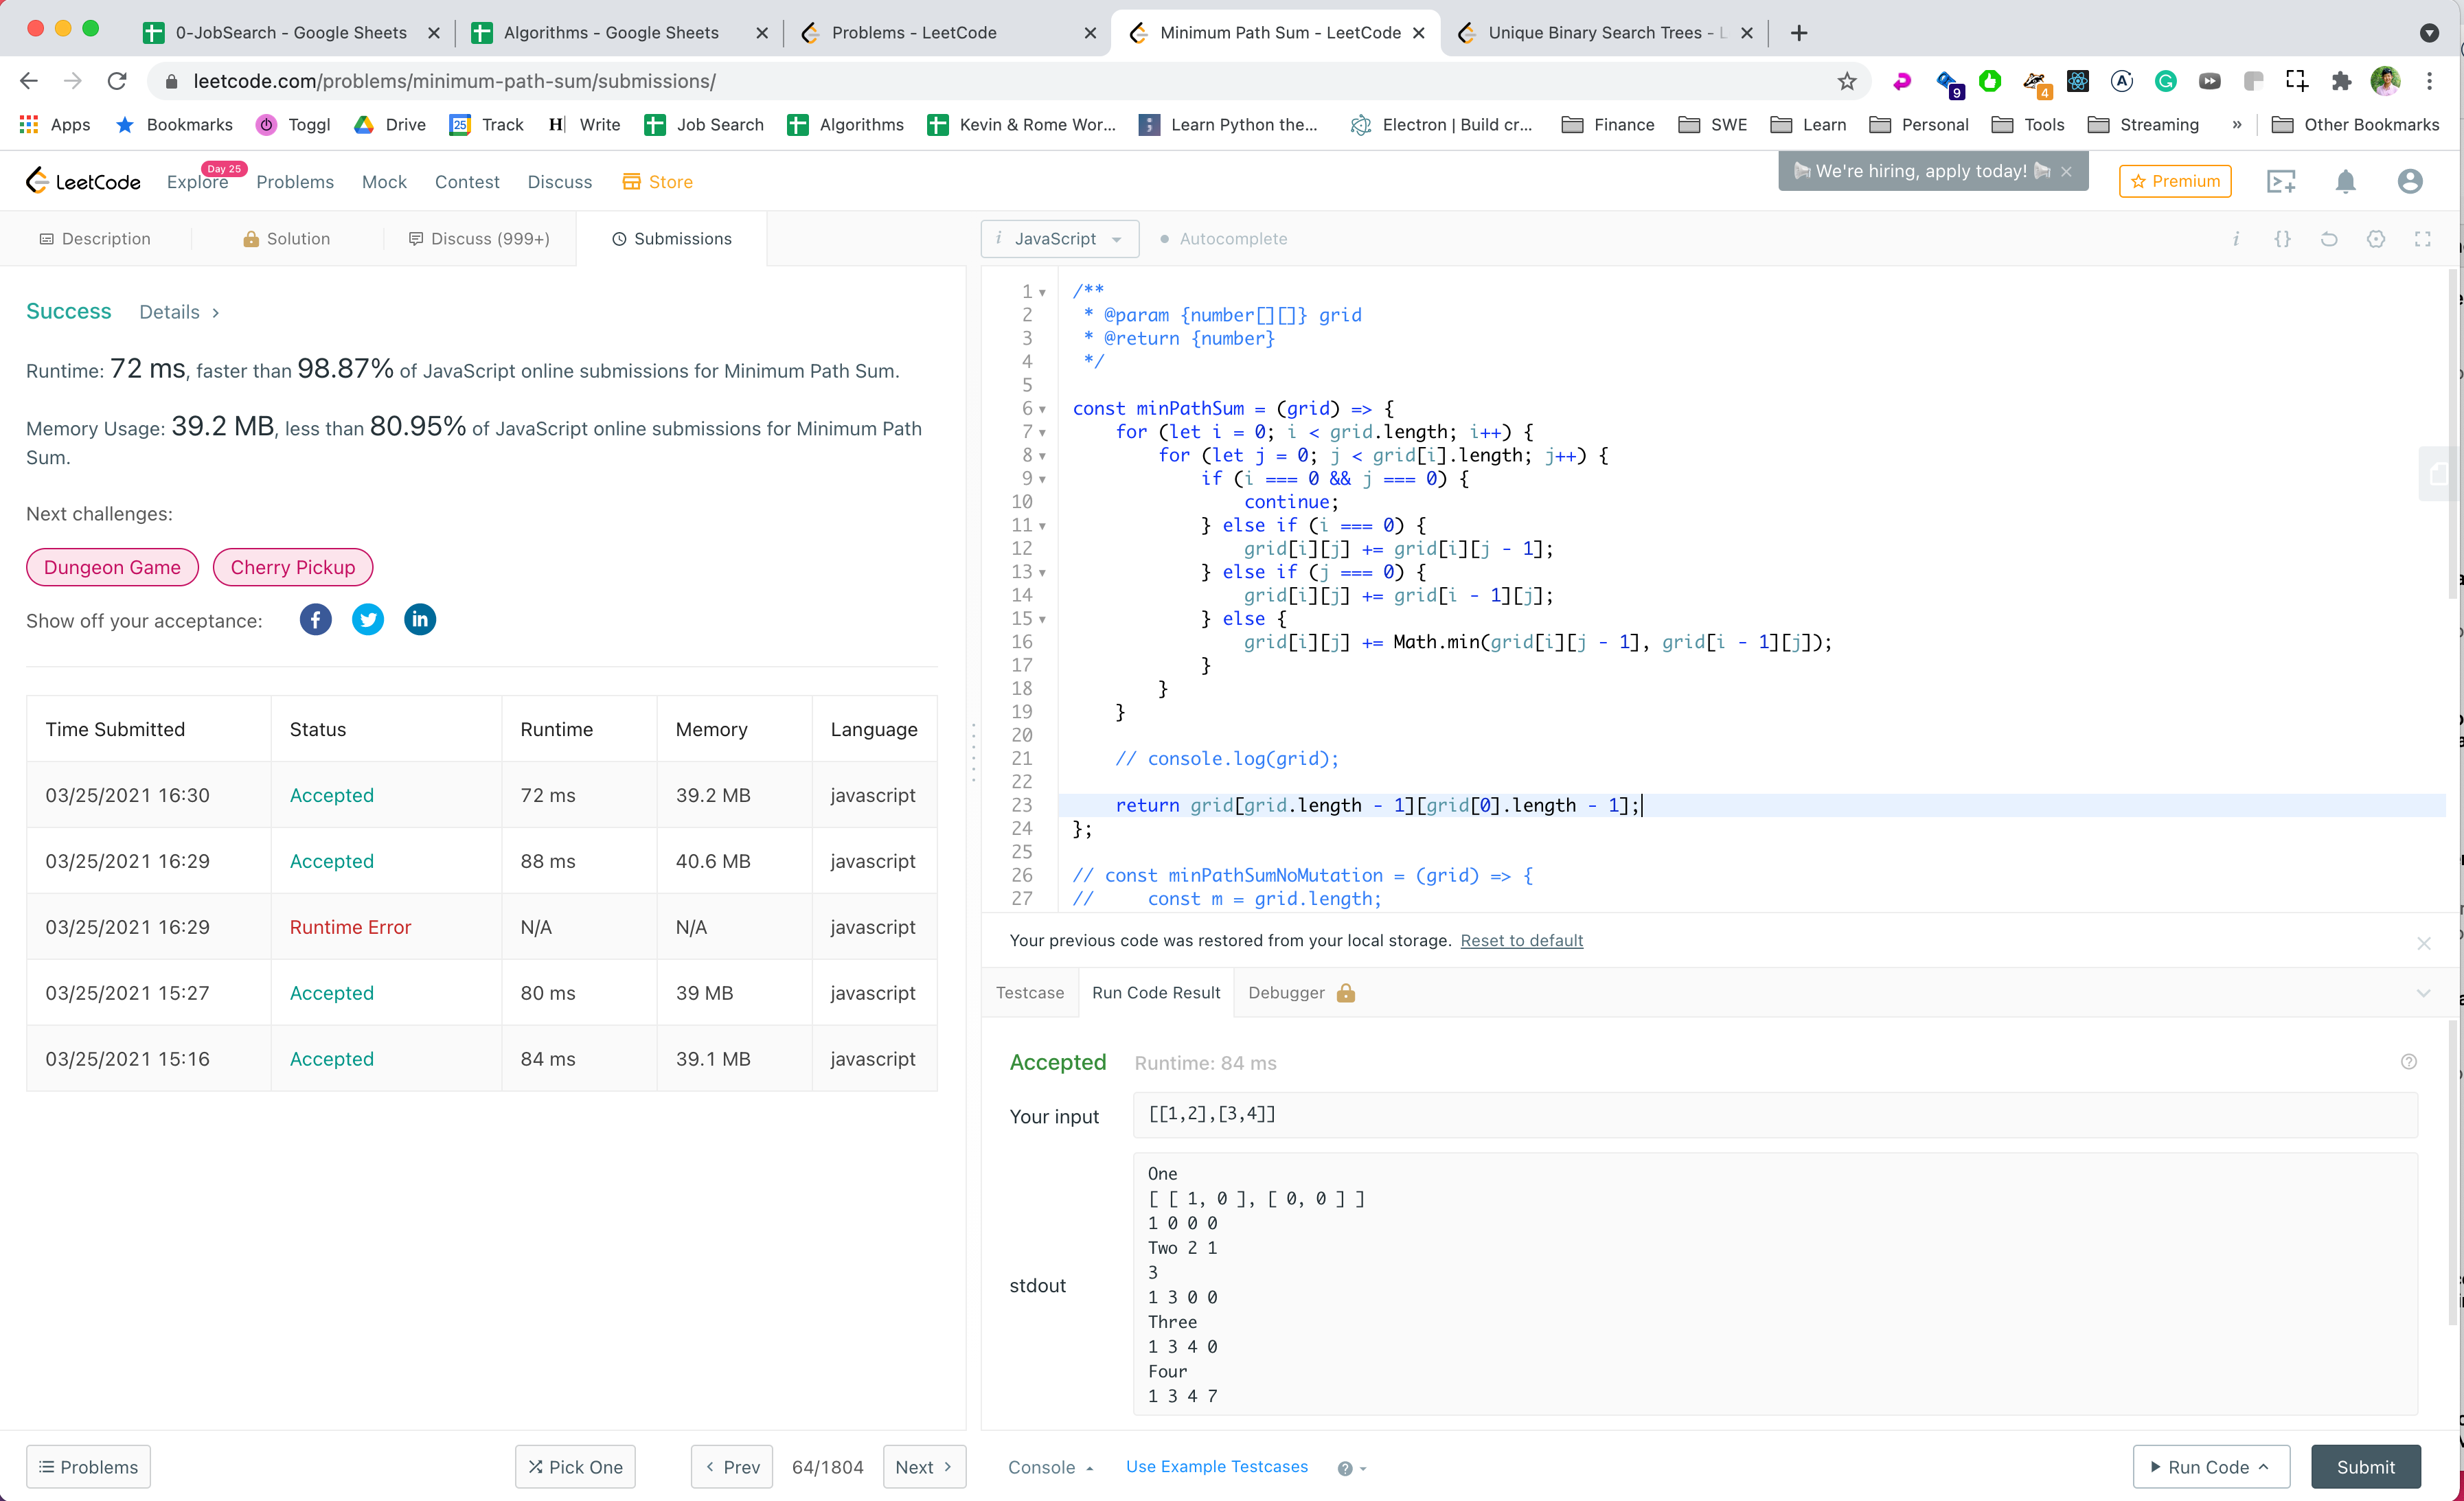 0-JobSearch - Google Sheets
Algorithms - Google Sheets
Problems - LeetCode
Minimum Path Sum - LeetCode
Unique Binary Search Trees - L
leetcode.com/problems/minimum-path-sum/submissions/
9
4
Apps
Bookmarks
Toggl
Drive
25 Track
H Write
Job Search
Algorithms
Kevin & Rome Wor...
Learn Python the...
Electron | Build cr...
Finance
SWE
Learn
Personal
Tools
Streaming
»
Other Bookmarks
LeetCode
Explore
Day 25
Problems
Mock
Contest
Discuss
Store
We're hiring, apply today!
Premium
Description
Solution
Discuss (999+)
Submissions
i JavaScript
Autocomplete
i {}
Success Details >
Runtime: 72 ms, faster than 98.87% of JavaScript online submissions for Minimum Path Sum.
Memory Usage: 39.2 MB, less than 80.95% of JavaScript online submissions for Minimum Path
Sum.
Next challenges:
Dungeon Game
Cherry Pickup
Show off your acceptance:
Time Submitted Status Runtime Memory Language
03/25/2021 16:30 Accepted 72 ms 39.2 MB javascript
03/25/2021 16:29 Accepted 88 ms 40.6 MB javascript
03/25/2021 16:29 Runtime Error N/A N/A javascript
03/25/2021 15:27 Accepted 80 ms 39 MB javascript
03/25/2021 15:16 Accepted 84 ms 39.1 MB javascript
1 /**
2 * @param {number[][]} grid
3 * @return {number}
4 */
5
6 const minPathSum = (grid) => {
7 for (let i = 0; i < grid.length; i++) {
8 for (let j = 0; j < grid[i].length; j++) {
9 if (i === 0 && j === 0) {
10 continue;
11 } else if (i === 0) {
12 grid[i][j] += grid[i][j - 1];
13 } else if (j === 0) {
14 grid[i][j] += grid[i - 1][j];
15 } else {
16 grid[i][j] += Math.min(grid[i][j - 1], grid[i - 1][j]);
17 }
18 }
19 }
20
21 // console.log(grid);
22
23 return grid[grid.length - 1][grid[0].length - 1];
24 };
25
26 // const minPathSumNoMutation = (grid) => {
27 // const m = grid.length;
Your previous code was restored from your local storage. Reset to default
Testcase
Run Code Result
Debugger
Accepted Runtime: 84 ms
Your input
[[1,2],[3,4]]
stdout
One
[ [ 1, 0 ], [ 0, 0 ] ]
1 0 0 0
Two 2 1
3
1 3 0 0
Three
1 3 4 0
Four
1 3 4 7
Problems
Pick One
< Prev
64/1804
Next >
Console
Use Example Testcases
Run Code
Submit